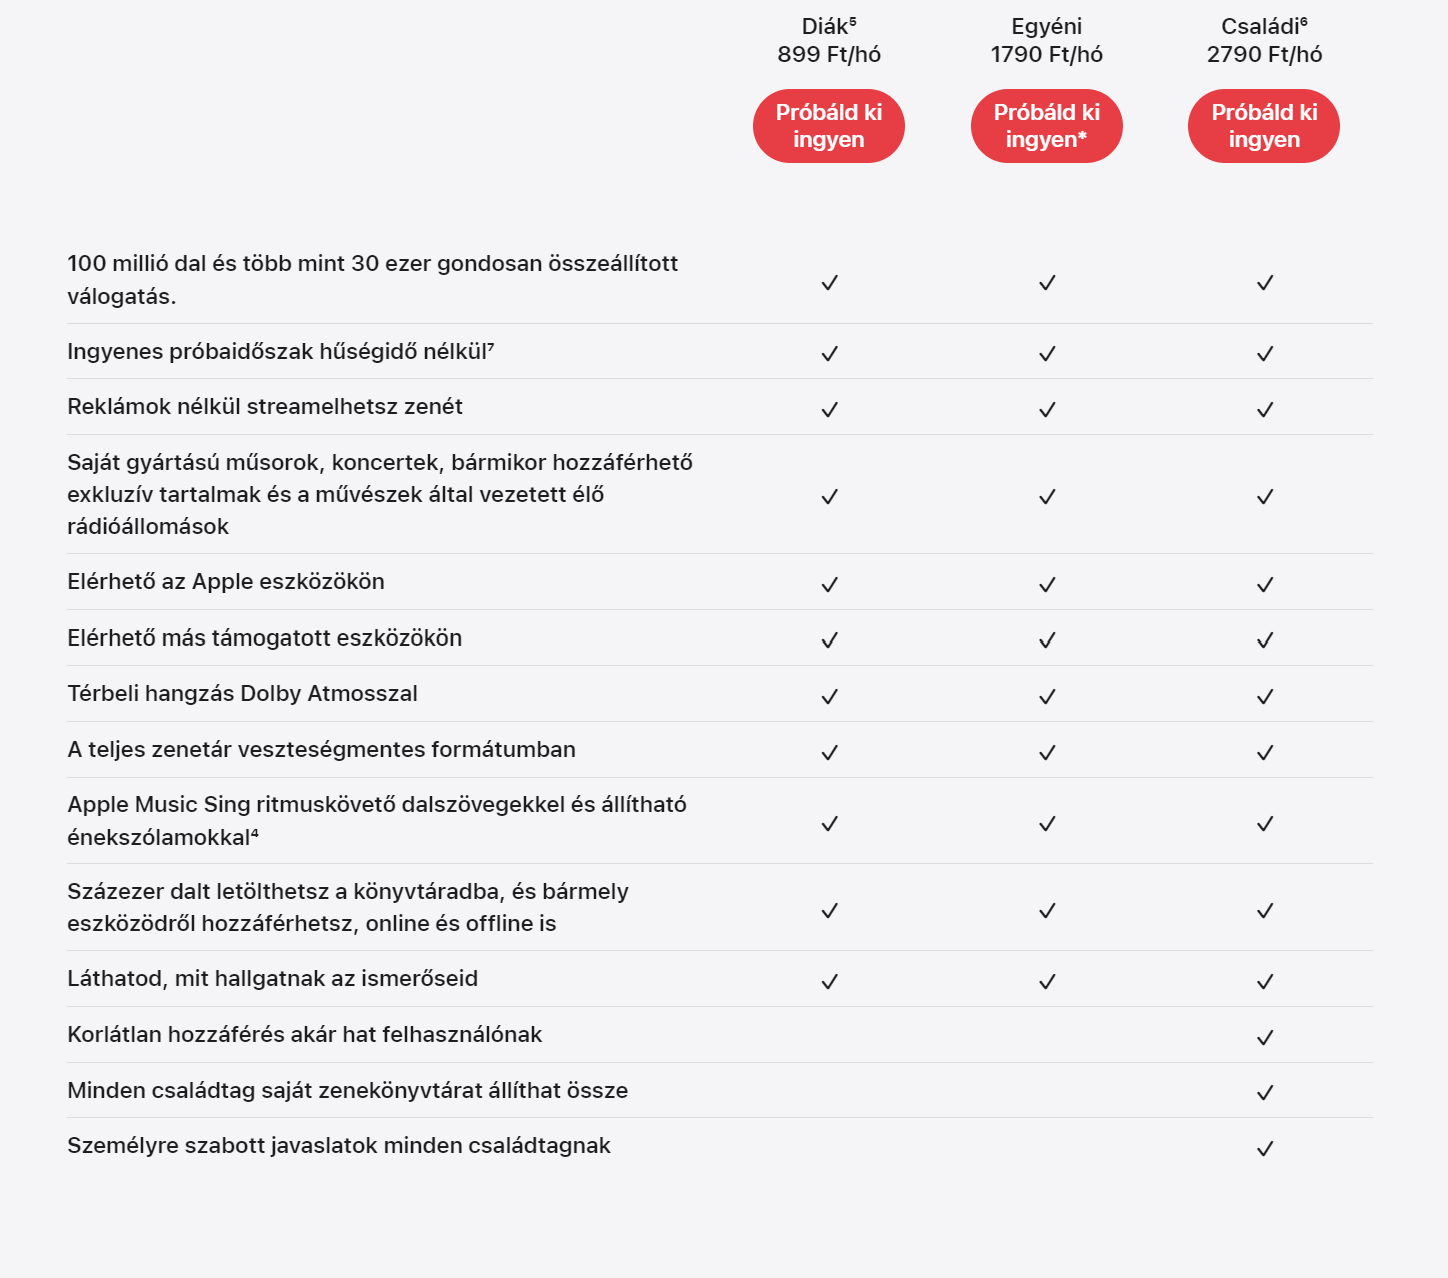 Diák⁵
899 Ft/hó
Próbáld ki
ingyen
Egyéni
1790 Ft/hó
Próbáld ki
ingyen*
Családi⁶
2790 Ft/hó
Próbáld ki
ingyen
100 millió dal és több mint 30 ezer gondosan összeállított
válogatás.
Ingyenes próbaidőszak hűségidő nélkül⁷
Reklámok nélkül streamelhetsz zenét
Saját gyártású műsorok, koncertek, bármikor hozzáférhető
exkluzív tartalmak és a művészek által vezetett élő
rádióállomások
Elérhető az Apple eszközökön
Elérhető más támogatott eszközökön
Térbeli hangzás Dolby Atmosszal
A teljes zenetár veszteségmentes formátumban
Apple Music Sing ritmuskövető dalszövegekkel és állítható
énekszólamokkal⁴
Százezer dalt letölthetsz a könyvtáradba, és bármely
eszközödről hozzáférhetsz, online és offline is
Láthatod, mit hallgatnak az ismerőseid
Korlátlan hozzáférés akár hat felhasználónak
Minden családtag saját zenekönyvtárat állíthat össze
Személyre szabott javaslatok minden családtagnak